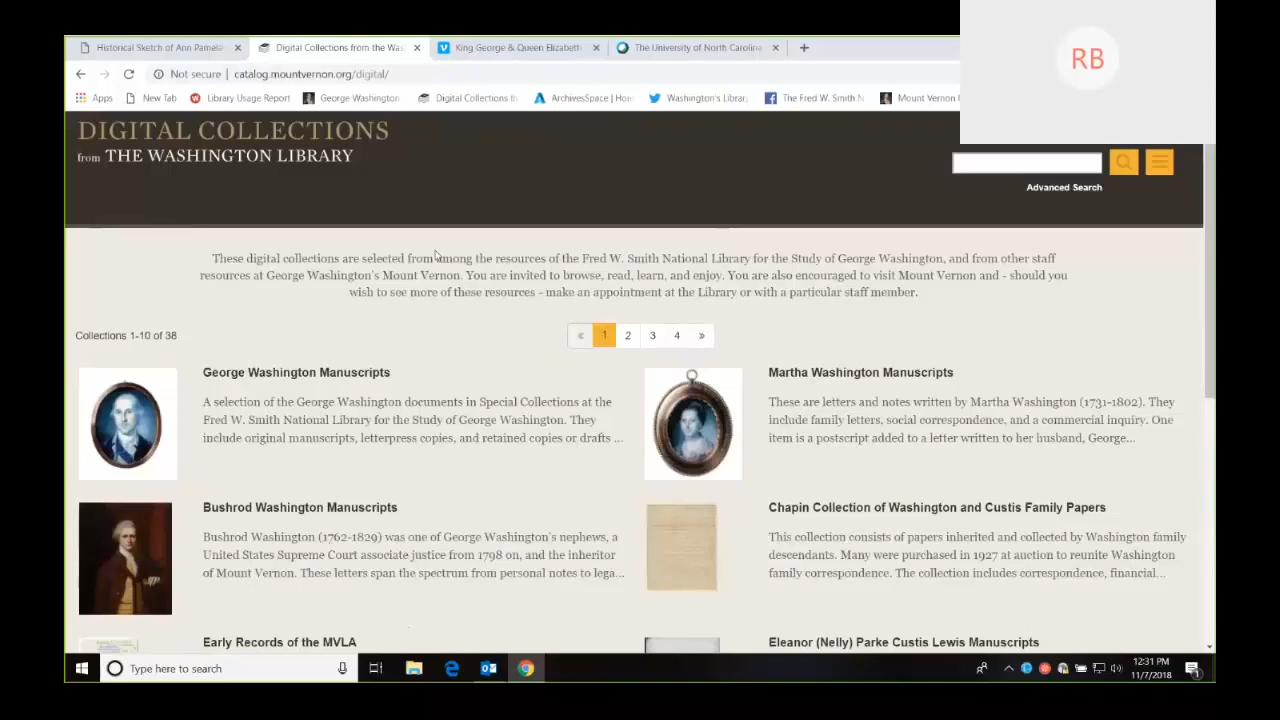 RB
Historical Sketch of Ann Pamela
Digital Collections from the Was
King George & Queen Elizabeth
The University of North Carolina
Not secure | catalog.mountvernon.org/digital/
Apps
New Tab
Library Usage Report
George Washington
Digital Collections th
ArchivesSpace | Hom
Washington's Library
The Fred W. Smith N
Mount Vernon
DIGITAL COLLECTIONS
from THE WASHINGTON LIBRARY
Advanced Search
These digital collections are selected from among the resources of the Fred W. Smith National Library for the Study of George Washington, and from other staff
resources at George Washington's Mount Vernon. You are invited to browse, read, learn, and enjoy. You are also encouraged to visit Mount Vernon and - should you
wish to see more of these resources - make an appointment at the Library or with a particular staff member.
Collections 1-10 of 38
« 1 2 3 4 »
George Washington Manuscripts
A selection of the George Washington documents in Special Collections at the
Fred W. Smith National Library for the Study of George Washington. They
include original manuscripts, letterpress copies, and retained copies or drafts ...
Martha Washington Manuscripts
These are letters and notes written by Martha Washington (1731-1802). They
include family letters, social correspondence, and a commercial inquiry. One
item is a postscript added to a letter written to her husband, George...
Bushrod Washington Manuscripts
Bushrod Washington (1762-1829) was one of George Washington's nephews, a
United States Supreme Court associate justice from 1798 on, and the inheritor
of Mount Vernon. These letters span the spectrum from personal notes to lega...
Chapin Collection of Washington and Custis Family Papers
This collection consists of papers inherited and collected by Washington family
descendants. Many were purchased in 1927 at auction to reunite Washington
family correspondence. The collection includes correspondence, financial...
Early Records of the MVLA
Eleanor (Nelly) Parke Custis Lewis Manuscripts
Type here to search
12:31 PM
11/7/2018
1